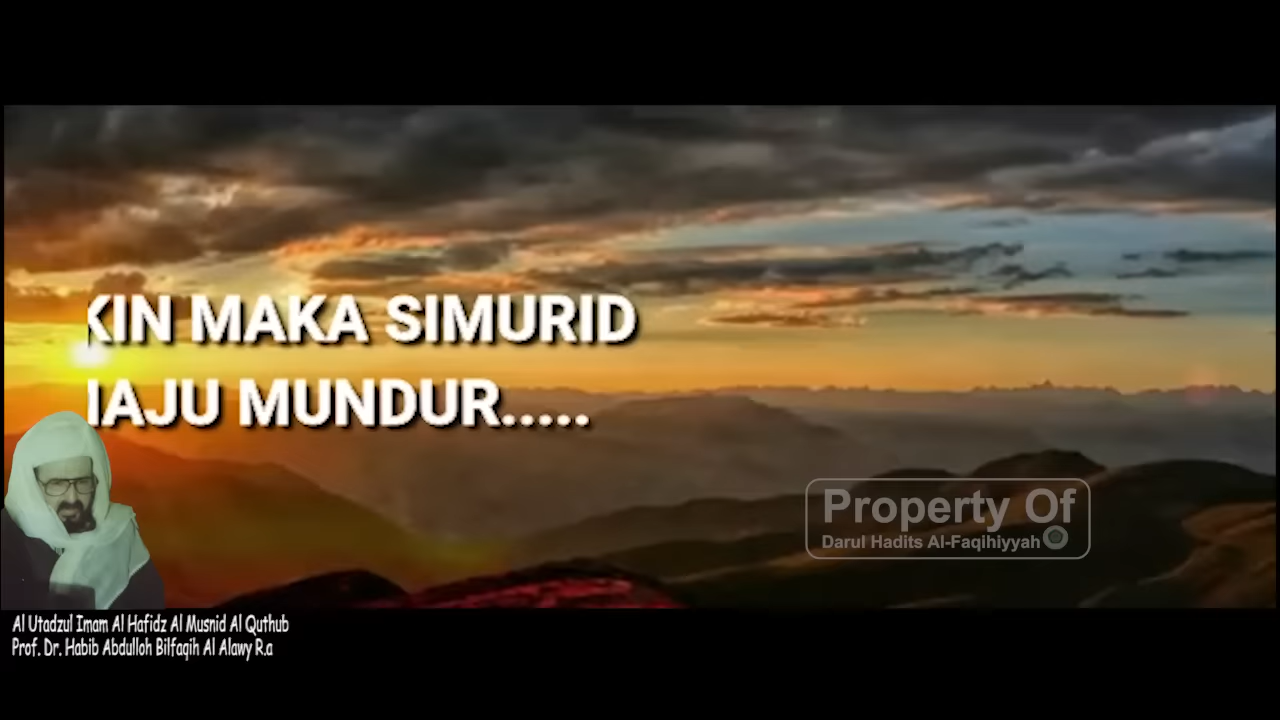 KIN MAKA SIMURID
AJU MUNDUR.....
Property Of
Darul Hadits Al-Faqihiyyah
Al Utadzul Imam Al Hafidz Al Musnid Al Quthub
Prof. Dr. Habib Abdulloh Bilfaqih Al Alawy R.a